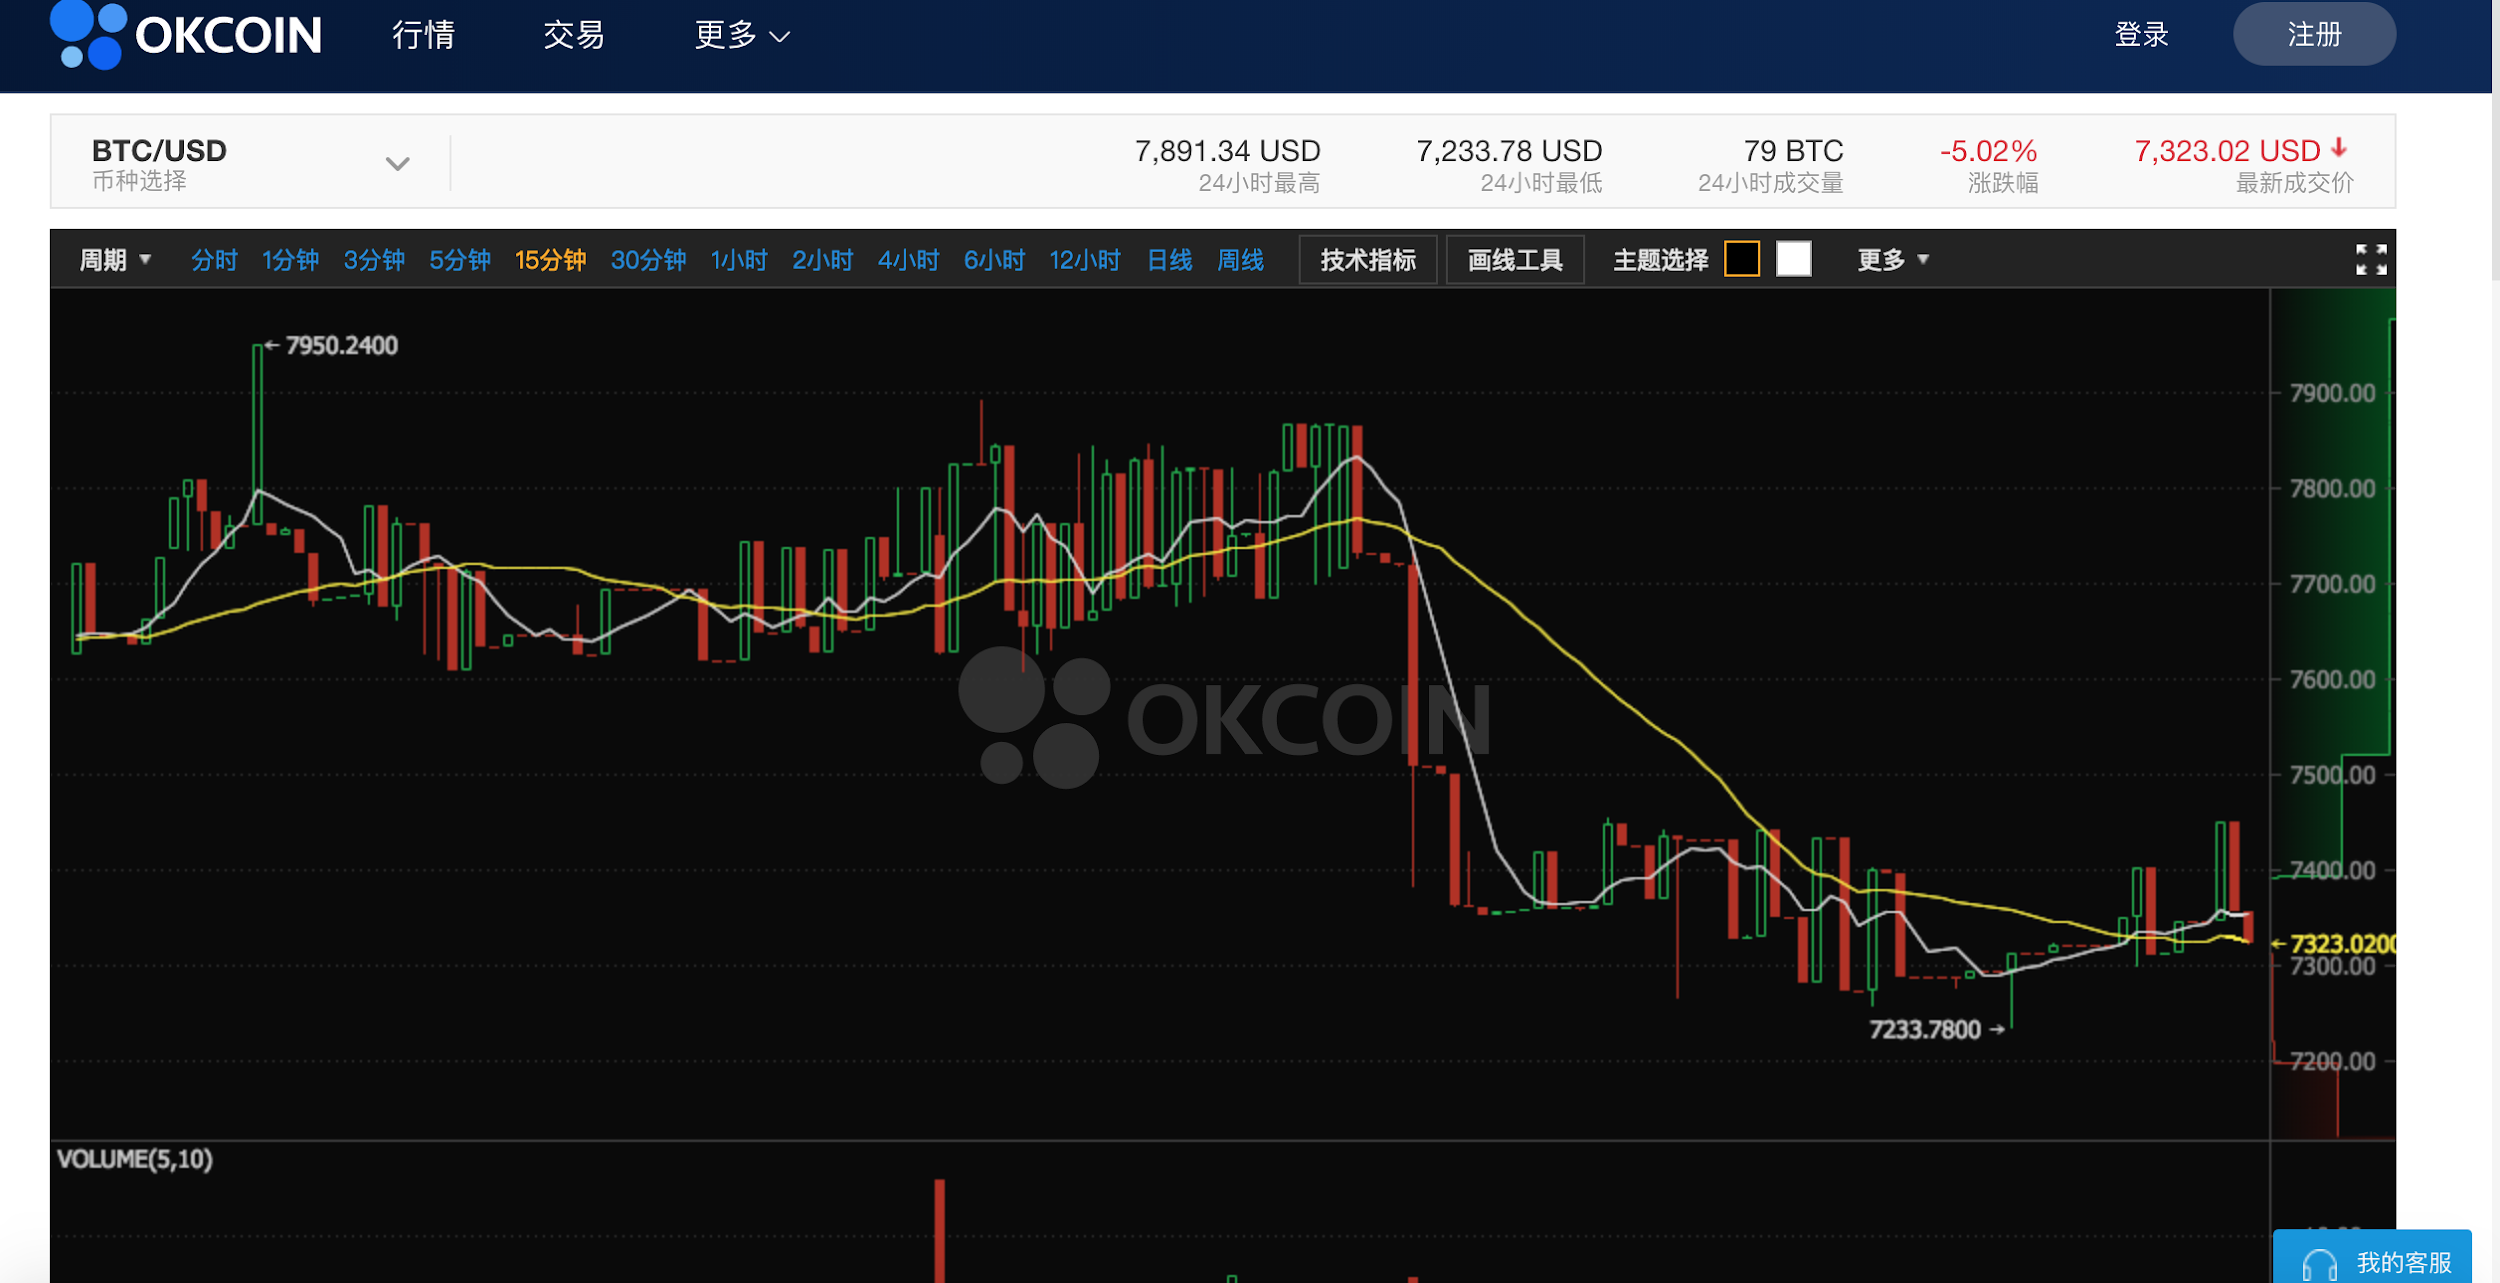 OKCOIN 行情 交易 更多 登录 注册
BTC/USD 7,891.34 USD 7,233.78 USD 79 BTC -5.02% 7,323.02 USD
币种选择 24小时最高 24小时最低 24小时成交量 涨跌幅 最新成交价
周期 分时 1分钟 3分钟 5分钟 15分钟 30分钟 1小时 2小时 4小时 6小时 12小时 日线 周线 技术指标 画线工具 主题选择 更多
7950.2400
7900.00
7800.00
7700.00
7600.00
OKCOIN
7500.00
7400.00
7323.0200
7300.00
7233.7800
7200.00
VOLUME(5,10)
我的客服